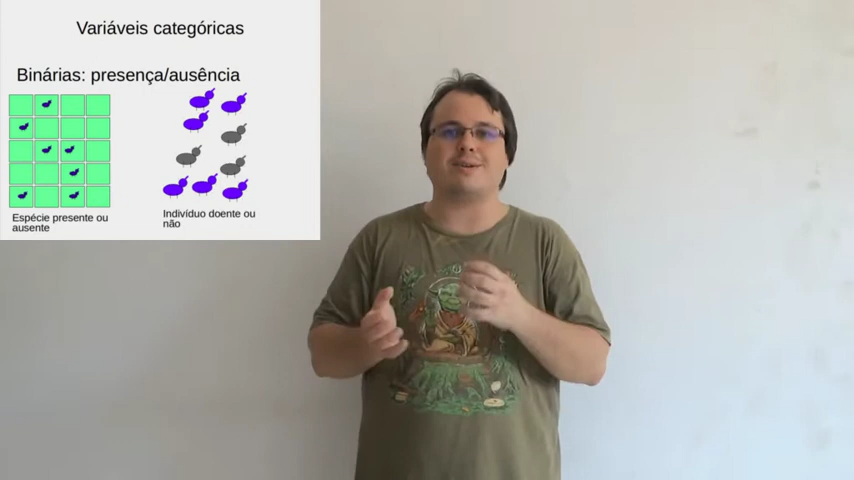 Variáveis categóricas
Binárias: presença/ausência
Espécie presente ou
ausente
Indivíduo doente ou
não